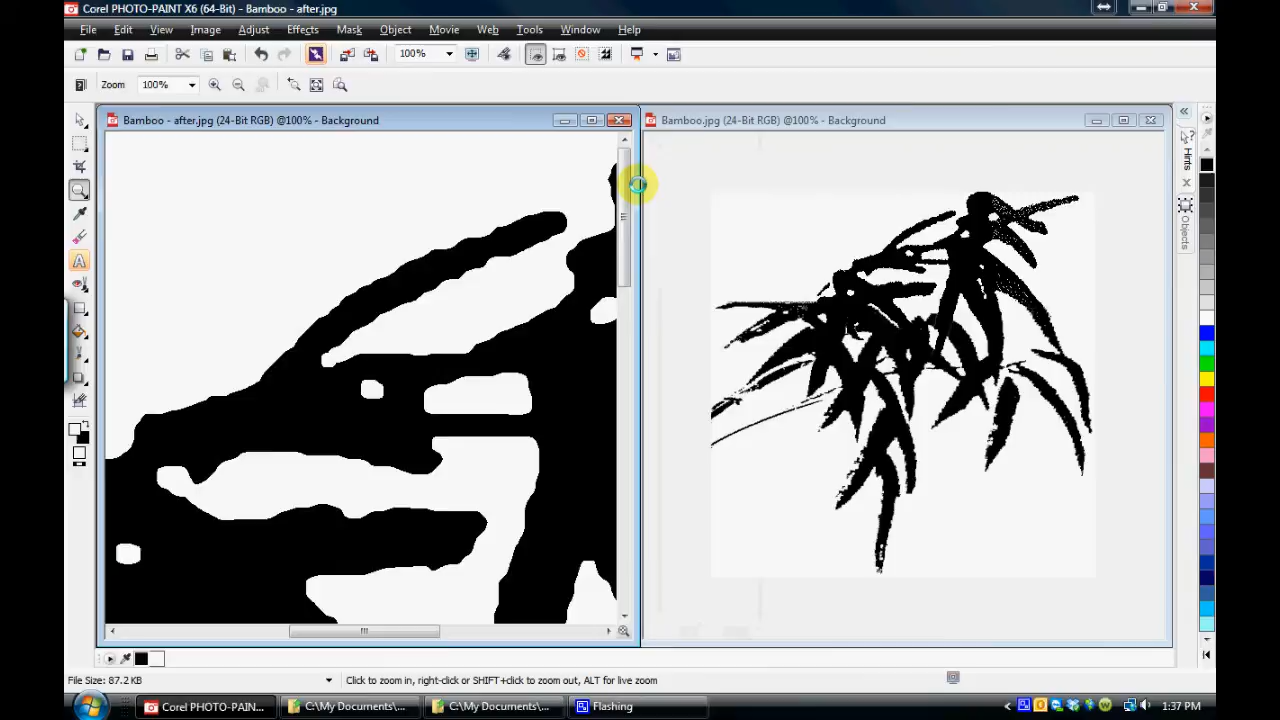 Corel PHOTO-PAINT X6 (64-Bit) - Bamboo - after.jpg
File Edit View Image Adjust Effects Mask Object Movie Web Tools Window Help
100%
Zoom 100%
Bamboo - after.jpg (24-Bit RGB) @100% - Background
Bamboo.jpg (24-Bit RGB) @100% - Background
Hints
Objects
File Size: 87.2 KB
Click to zoom in, right-click or SHIFT+click to zoom out, ALT for live zoom
Corel PHOTO-PAIN...
C:\My Documents\...
C:\My Documents\...
Flashing
1:37 PM